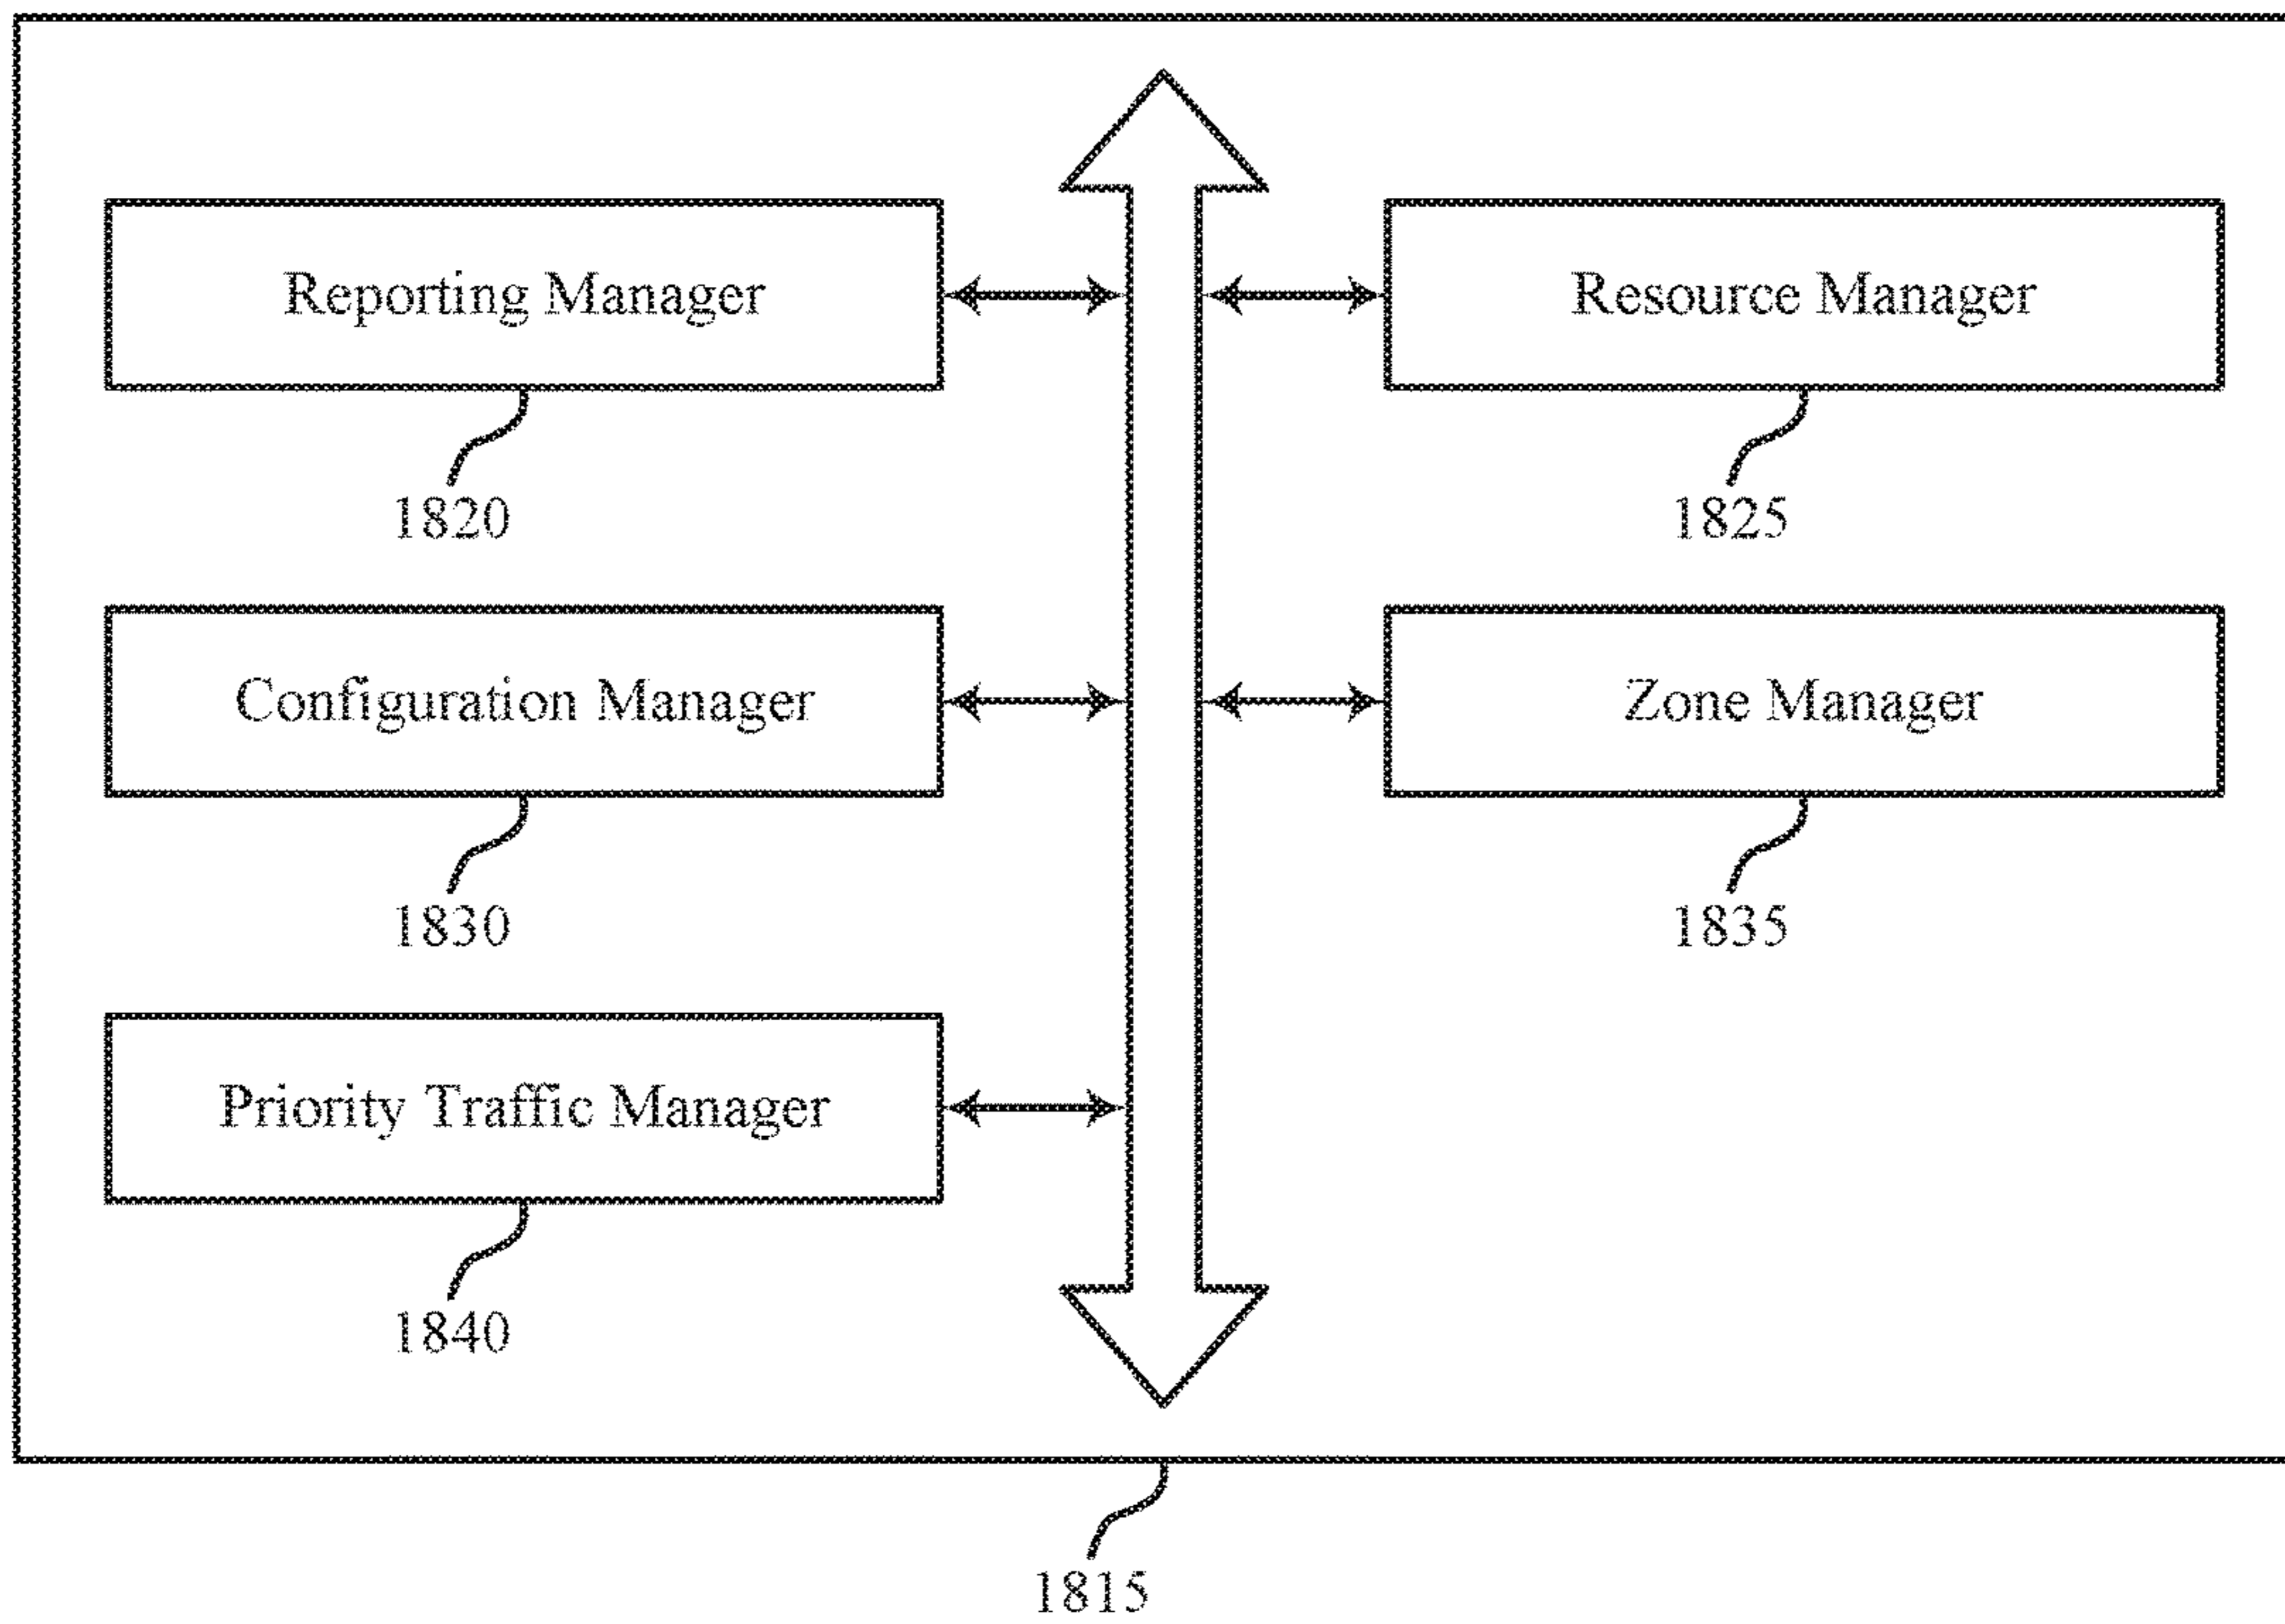 Reporting Manager
Resource Manager
1820
1825
Configuration Manager
Zone Manager
1830
1835
Priority Traffic Manager
1840
1815